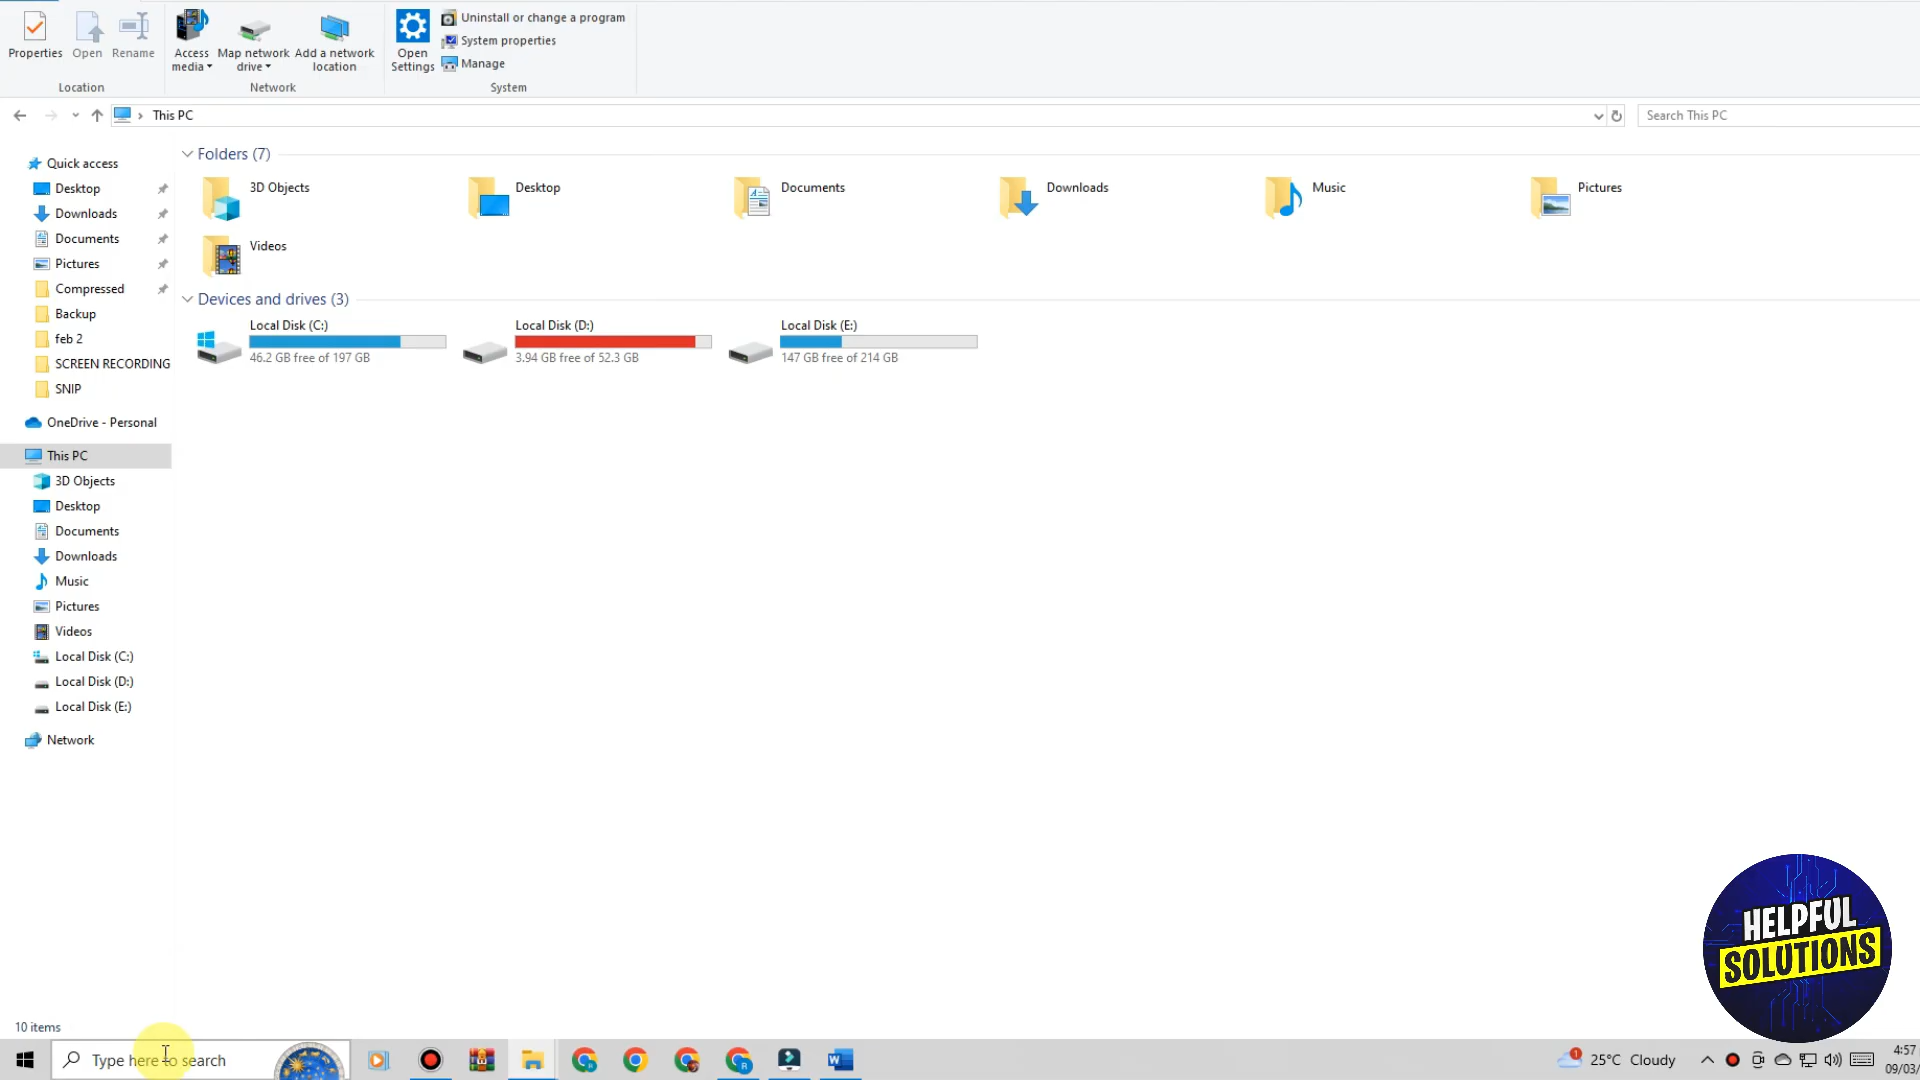 Properties
Open
Rename
Location
Access media
Map network drive
Add a network location
Network
Open Settings
Uninstall or change a program
System properties
Manage
System
This PC
Search This PC
Quick access
Desktop
Downloads
Documents
Pictures
Compressed
Backup
feb 2
SCREEN RECORDING
SNIP
OneDrive - Personal
This PC
3D Objects
Desktop
Documents
Downloads
Music
Pictures
Videos
Local Disk (C:)
Local Disk (D:)
Local Disk (E:)
Network
Folders (7)
3D Objects
Desktop
Documents
Downloads
Music
Pictures
Videos
Devices and drives (3)
Local Disk (C:)
46.2 GB free of 197 GB
Local Disk (D:)
3.94 GB free of 52.3 GB
Local Disk (E:)
147 GB free of 214 GB
HELPFUL
SOLUTIONS
10 items
Type here to search
1
25°C Cloudy
4:57
09/03/